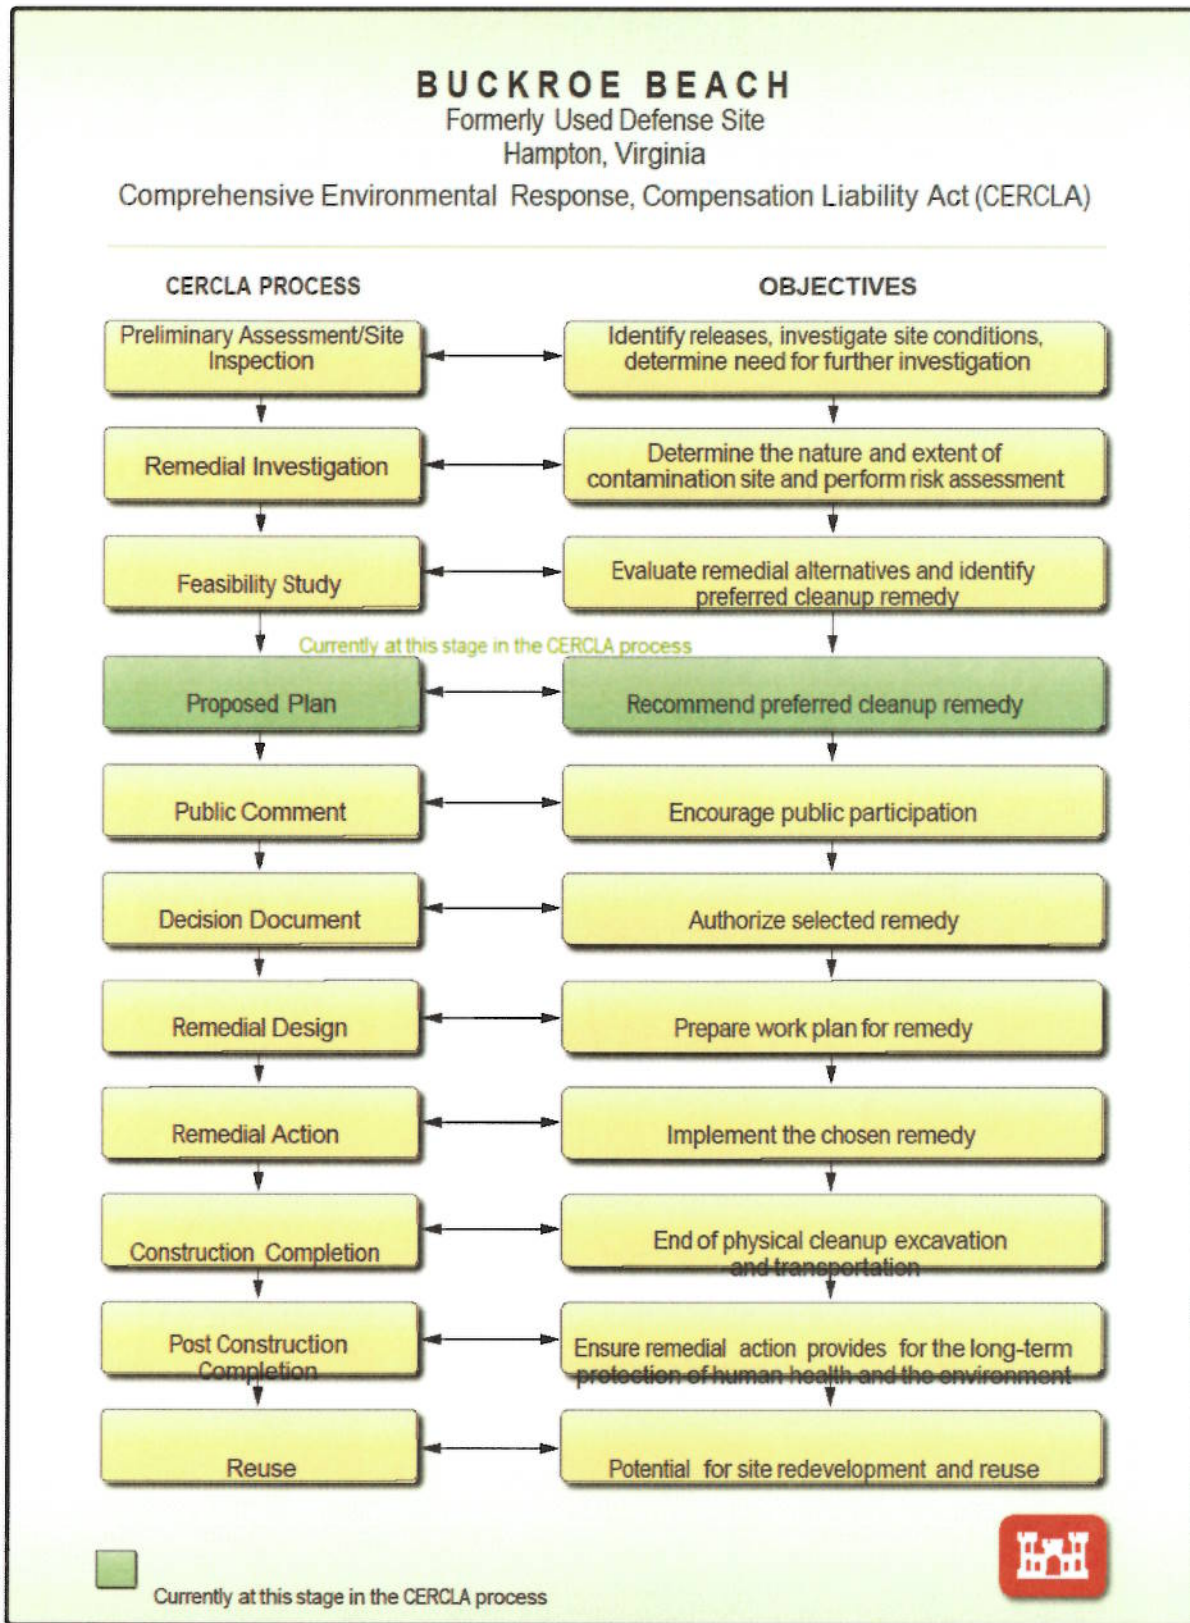 BUCKROE BEACH
Formerly Used Defense Site
Hampton, Virginia
Comprehensive Environmental Response, Compensation Liability Act (CERCLA)
CERCLA PROCESS
OBJECTIVES
Preliminary Assessment/Site
Inspection
Identify releases, investigate site conditions,
determine need for further investigation
Remedial Investigation
Determine the nature and extent of
contamination site and perform risk assessment
Feasibility Study
Evaluate remedial alternatives and identify
preferred cleanup remedy
Currently at this stage in the CERCLA process
Proposed Plan
Recommend preferred cleanup remedy
Public Comment
Encourage public participation
Decision Document
Authorize selected remedy
Remedial Design
Prepare work plan for remedy
Remedial Action
Implement the chosen remedy
Construction Completion
End of physical cleanup excavation
and transportation
Post Construction
Completion
Ensure remedial action provides for the long-term
protection of human health and the environment
Reuse
Potential for site redevelopment and reuse
Currently at this stage in the CERCLA process